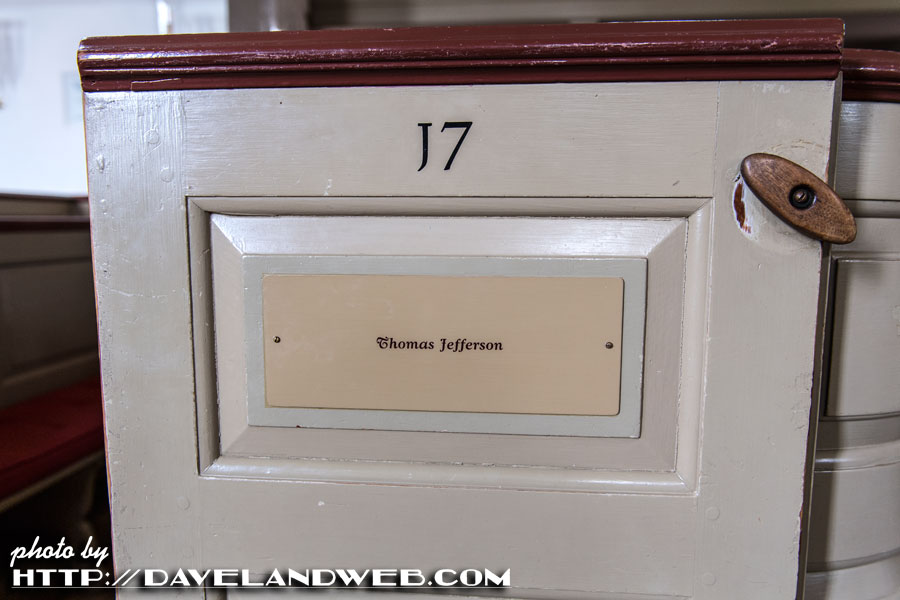 J7
Thomas Jefferson
photo by
HTTP://DAVELANDWEB.COM